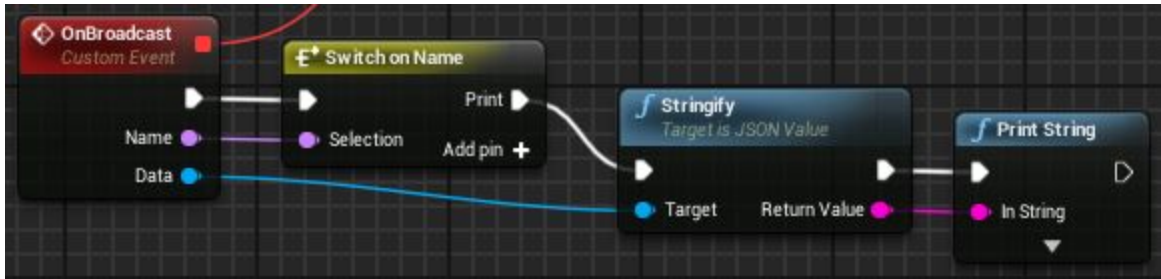 OnBroadcast
Custom Event
Name
Data
Switch on Name
Print
Selection
Add pin
Stringify
Target is JSON Value
Target
Return Value
Print String
In String